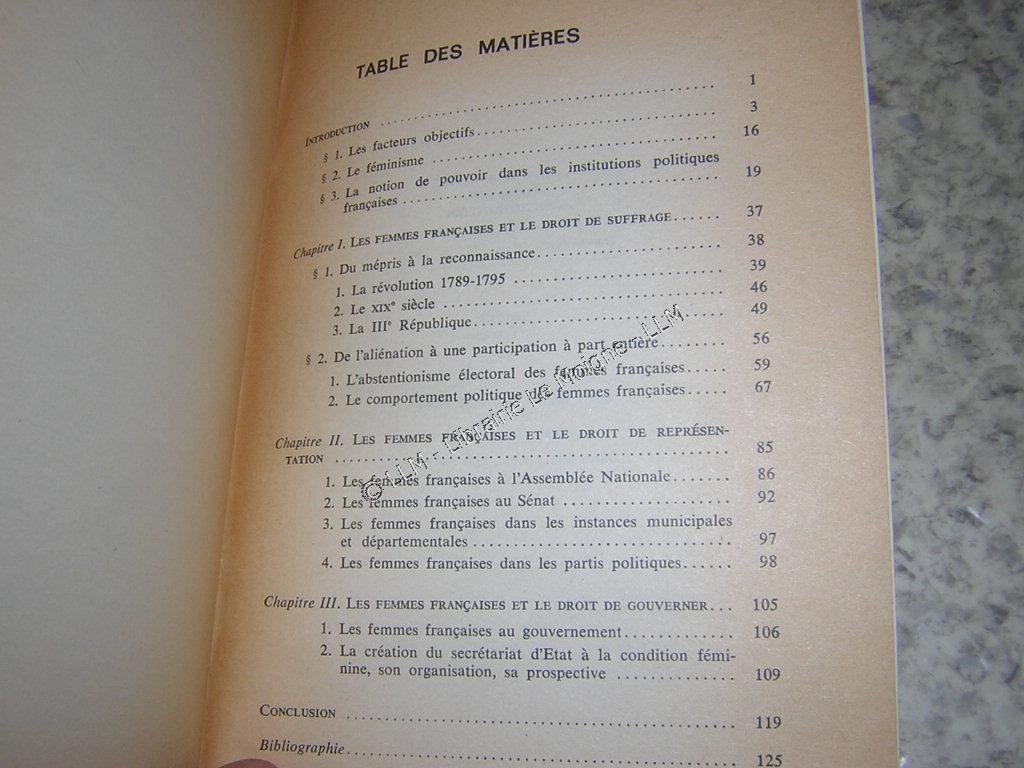 TABLE DES MATIÈRES
INTRODUCTION ........ 1
§ 1. Les facteurs objectifs ........ 3
§ 2. Le féminisme ........ 16
§ 3. La notion de pouvoir dans les institutions politiques
françaises ........ 19
Chapitre I. LES FEMMES FRANÇAISES ET LE DROIT DE SUFFRAGE ...... 37
§ 1. Du mépris à la reconnaissance ........ 38
1. La révolution 1789-1795 ........ 39
2. Le XIXe siècle ........ 46
3. La IIIe République ........ 49
§ 2. De l'aliénation à une participation à part entière ........ 56
1. L'abstentionisme électoral des femmes françaises ..... 59
2. Le comportement politique des femmes françaises ..... 67
Chapitre II. LES FEMMES FRANÇAISES ET LE DROIT DE REPRÉSEN-
TATION ........ 85
1. Les femmes françaises à l'Assemblée Nationale ....... 86
2. Les femmes françaises au Sénat ........ 92
3. Les femmes françaises dans les instances municipales
et départementales ........ 97
4. Les femmes françaises dans les partis politiques ...... 98
Chapitre III. LES FEMMES FRANÇAISES ET LE DROIT DE GOUVERNER ... 105
1. Les femmes françaises au gouvernement ........ 106
2. La création du secrétariat d'Etat à la condition fémi-
nine, son organisation, sa prospective ........ 109
CONCLUSION ........ 119
Bibliographie ........ 125
© LLM - Librairie Le Moigne - LLM